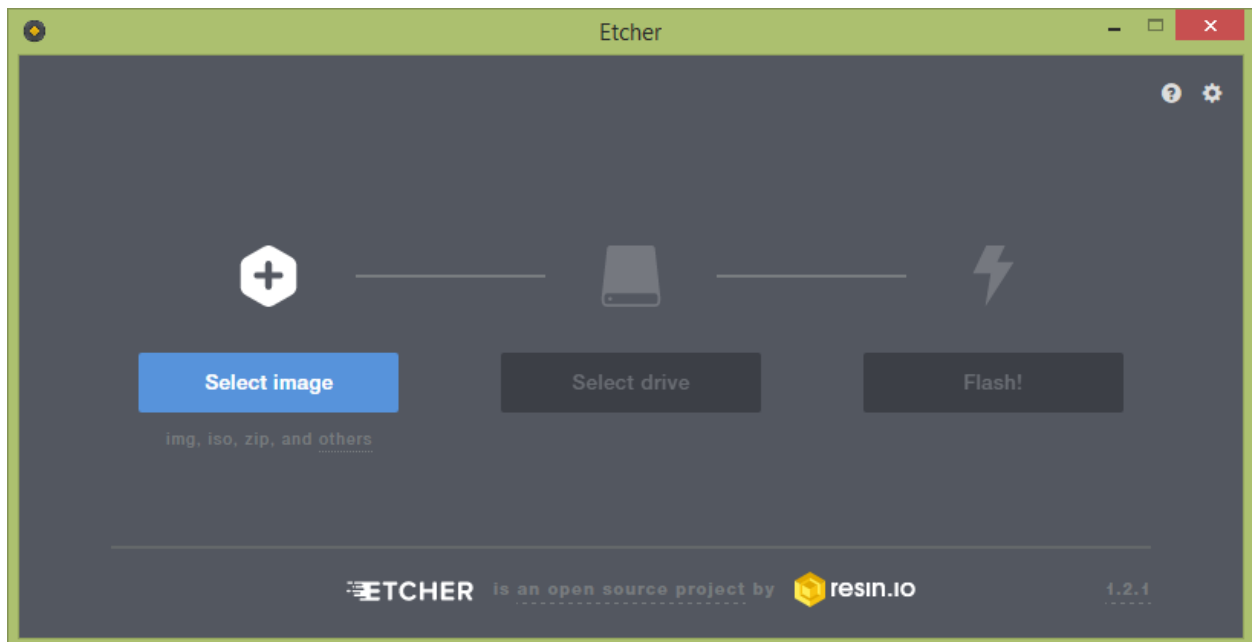 Etcher
Select image
Select drive
Flash!
img, iso, zip, and others
ETCHER is an open source project by resin.io
1.2.1